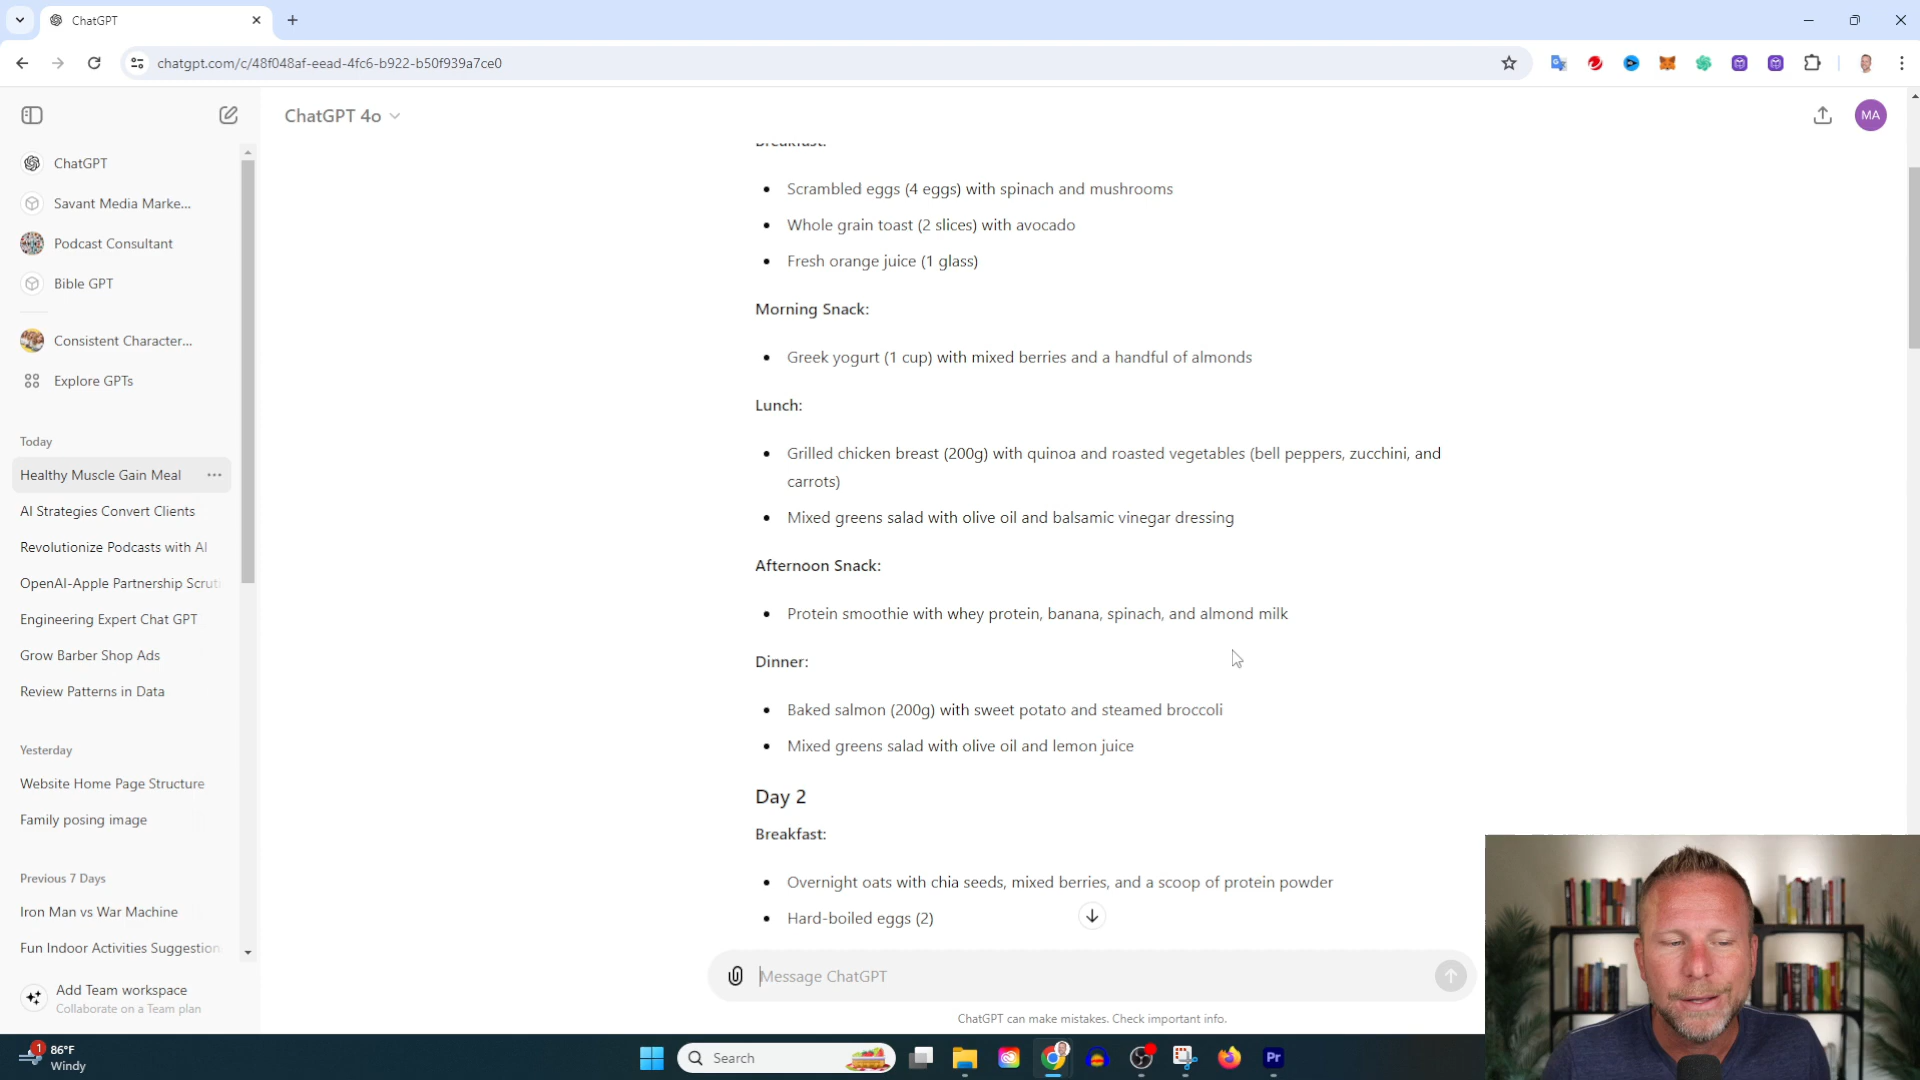 ChatGPT
chatgpt.com/c/48f048af-eead-4fc6-b922-b50f939a7ce0
ChatGPT 4o
MA
ChatGPT
Savant Media Marke...
Podcast Consultant
Bible GPT
Consistent Character...
Explore GPTs
Today
Healthy Muscle Gain Meal
AI Strategies Convert Clients
Revolutionize Podcasts with AI
OpenAI-Apple Partnership Scrut
Engineering Expert Chat GPT
Grow Barber Shop Ads
Review Patterns in Data
Yesterday
Website Home Page Structure
Family posing image
Previous 7 Days
Iron Man vs War Machine
Fun Indoor Activities Suggestion
Add Team workspace
Collaborate on a Team plan
Breakfast:
• Scrambled eggs (4 eggs) with spinach and mushrooms
• Whole grain toast (2 slices) with avocado
• Fresh orange juice (1 glass)
Morning Snack:
• Greek yogurt (1 cup) with mixed berries and a handful of almonds
Lunch:
• Grilled chicken breast (200g) with quinoa and roasted vegetables (bell peppers, zucchini, and
carrots)
• Mixed greens salad with olive oil and balsamic vinegar dressing
Afternoon Snack:
• Protein smoothie with whey protein, banana, spinach, and almond milk
Dinner:
• Baked salmon (200g) with sweet potato and steamed broccoli
• Mixed greens salad with olive oil and lemon juice
Day 2
Breakfast:
• Overnight oats with chia seeds, mixed berries, and a scoop of protein powder
• Hard-boiled eggs (2)
Message ChatGPT
ChatGPT can make mistakes. Check important info.
1
86°F
Windy
Search
Pr